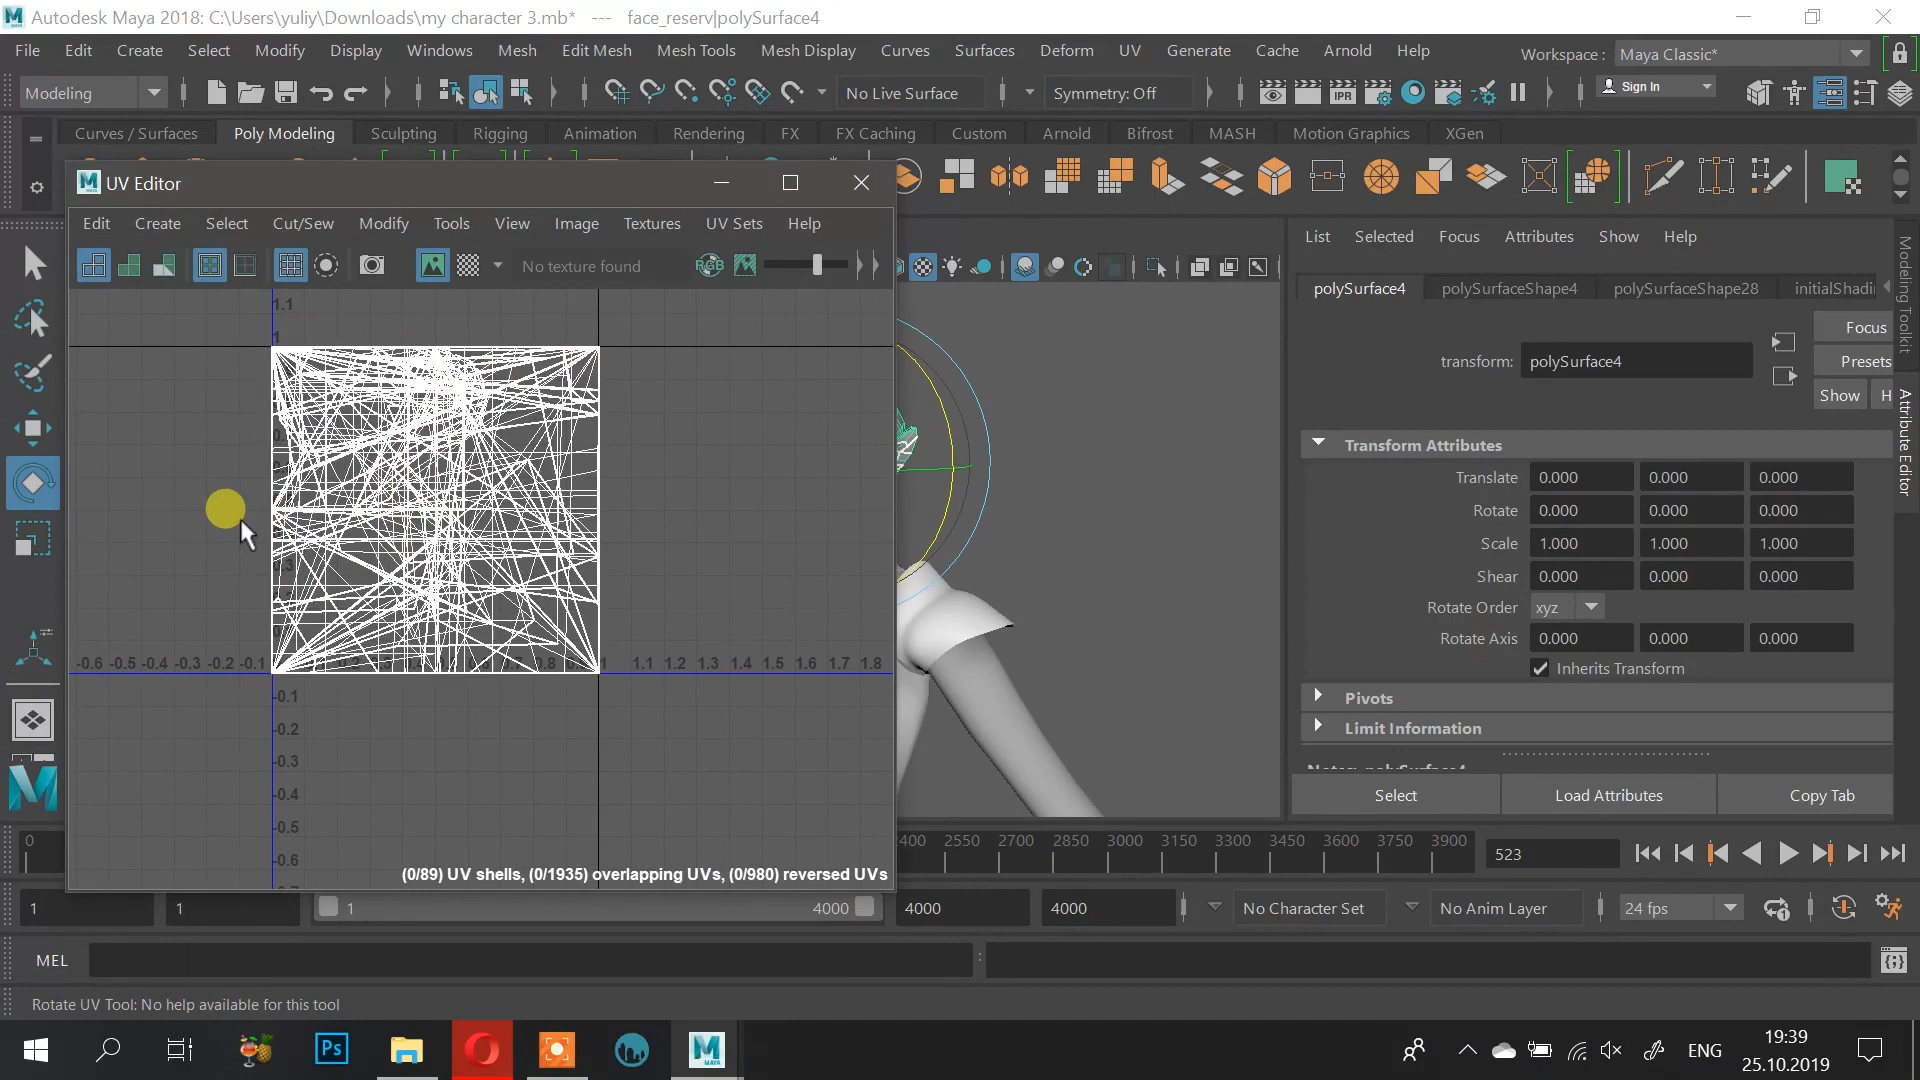 Autodesk Maya 2018: C:\Users\yuliy\Downloads\my character 3.mb* --- face_reserv|polySurface4
File Edit Create Select Modify Display Windows Mesh Edit Mesh Mesh Tools Mesh Display Curves Surfaces Deform UV Generate Cache Arnold Help Workspace : Maya Classic*
Modeling No Live Surface Symmetry: Off IPR Sign In
Curves / Surfaces Poly Modeling Sculpting Rigging Animation Rendering FX FX Caching Custom Arnold Bifrost MASH Motion Graphics XGen
UV Editor
Edit Create Select Cut/Sew Modify Tools View Image Textures UV Sets Help
No texture found RGB
1.1
1
-0.6 -0.5 -0.4 -0.3 -0.2 -0.1 1 1.1 1.2 1.3 1.4 1.5 1.6 1.7 1.8
-0.1
-0.2
-0.3
-0.4
-0.5
-0.6
(0/89) UV shells, (0/1935) overlapping UVs, (0/980) reversed UVs
List Selected Focus Attributes Show Help
polySurface4 polySurfaceShape4 polySurfaceShape28 initialShadi
Focus
transform: polySurface4 Presets
Show H
Transform Attributes
Translate 0.000 0.000 0.000
Rotate 0.000 0.000 0.000
Scale 1.000 1.000 1.000
Shear 0.000 0.000 0.000
Rotate Order xyz
Rotate Axis 0.000 0.000 0.000
Inherits Transform
Pivots
Limit Information
Select Load Attributes Copy Tab
Modeling Toolkit
Attribute Editor
0 2400 2550 2700 2850 3000 3150 3300 3450 3600 3750 3900 523
1 1 1 4000 4000 4000 No Character Set No Anim Layer 24 fps
MEL
Rotate UV Tool: No help available for this tool
Ps MAYA ENG 19:39
25.10.2019